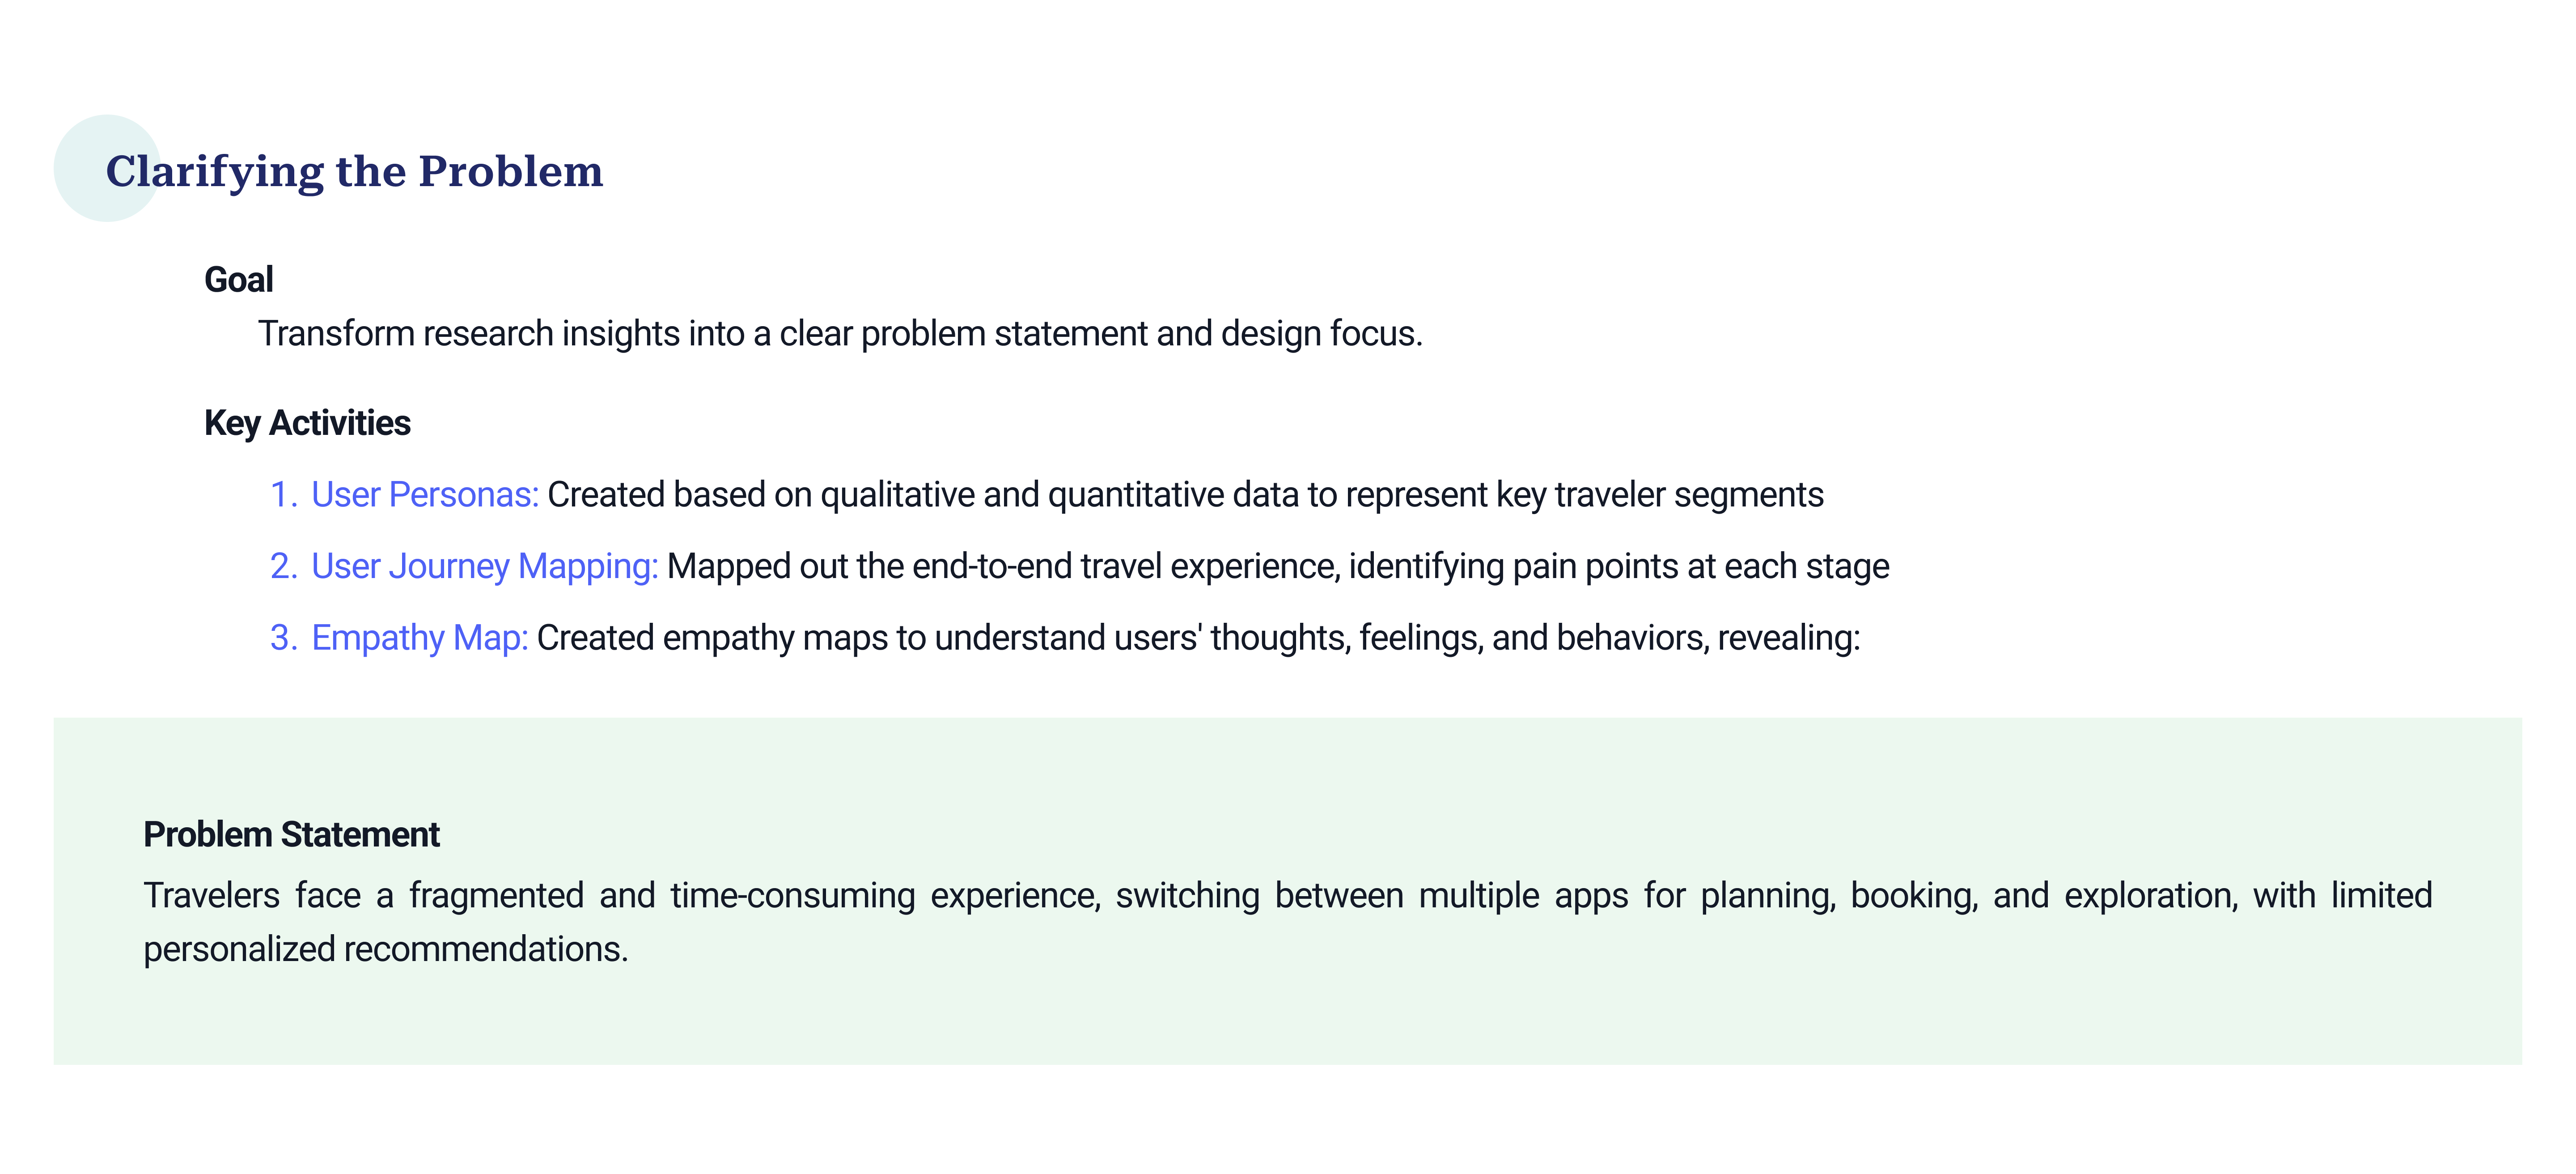 Clarifying the Problem
Goal
Transform research insights into a clear problem statement and design focus.
Key Activities
1. User Personas: Created based on qualitative and quantitative data to represent key traveler segments
2. User Journey Mapping: Mapped out the end-to-end travel experience, identifying pain points at each stage
3. Empathy Map: Created empathy maps to understand users' thoughts, feelings, and behaviors, revealing:
Problem Statement
Travelers face a fragmented and time-consuming experience, switching between multiple apps for planning, booking, and exploration, with limited
personalized recommendations.